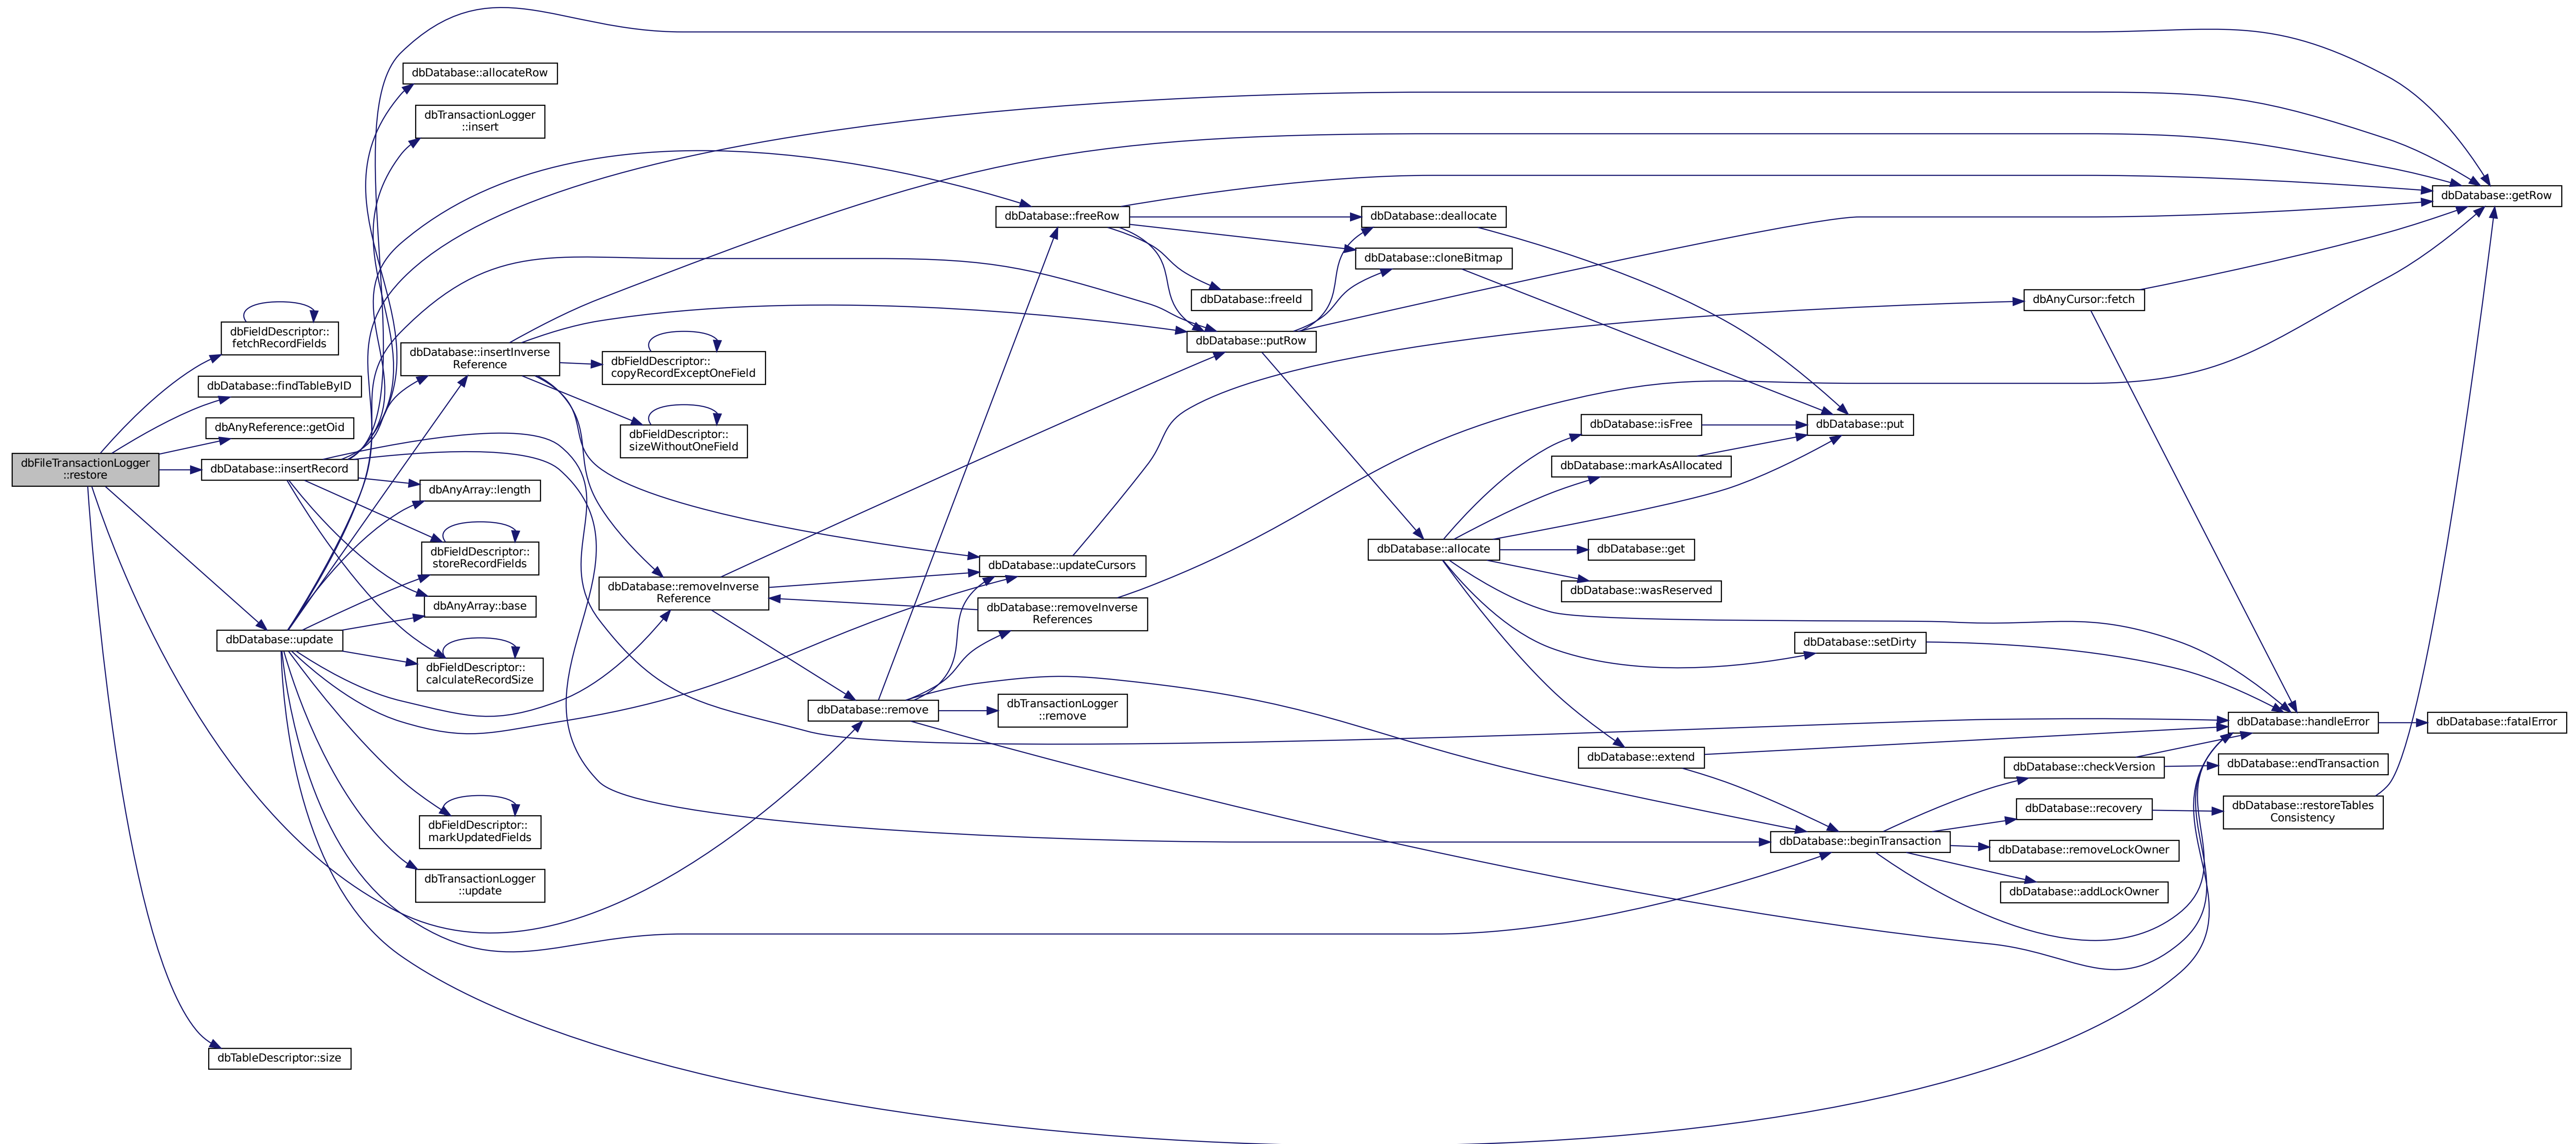 dbFileTransactionLogger
::restore
dbFieldDescriptor::
fetchRecordFields
dbDatabase::findTableByID
dbAnyReference::getOid
dbDatabase::insertRecord
dbDatabase::update
dbTableDescriptor::size
dbDatabase::allocateRow
dbTransactionLogger
::insert
dbDatabase::insertInverse
Reference
dbAnyArray::length
dbFieldDescriptor::
storeRecordFields
dbAnyArray::base
dbFieldDescriptor::
calculateRecordSize
dbFieldDescriptor::
markUpdatedFields
dbTransactionLogger
::update
dbFieldDescriptor::
copyRecordExceptOneField
dbFieldDescriptor::
sizeWithoutOneField
dbDatabase::removeInverse
Reference
dbDatabase::remove
dbDatabase::freeRow
dbDatabase::updateCursors
dbDatabase::removeInverse
References
dbTransactionLogger
::remove
dbDatabase::freeId
dbDatabase::putRow
dbDatabase::deallocate
dbDatabase::cloneBitmap
dbDatabase::allocate
dbDatabase::isFree
dbDatabase::markAsAllocated
dbDatabase::get
dbDatabase::wasReserved
dbDatabase::extend
dbDatabase::put
dbDatabase::setDirty
dbDatabase::beginTransaction
dbAnyCursor::fetch
dbDatabase::checkVersion
dbDatabase::recovery
dbDatabase::removeLockOwner
dbDatabase::addLockOwner
dbDatabase::handleError
dbDatabase::endTransaction
dbDatabase::restoreTables
Consistency
dbDatabase::getRow
dbDatabase::fatalError